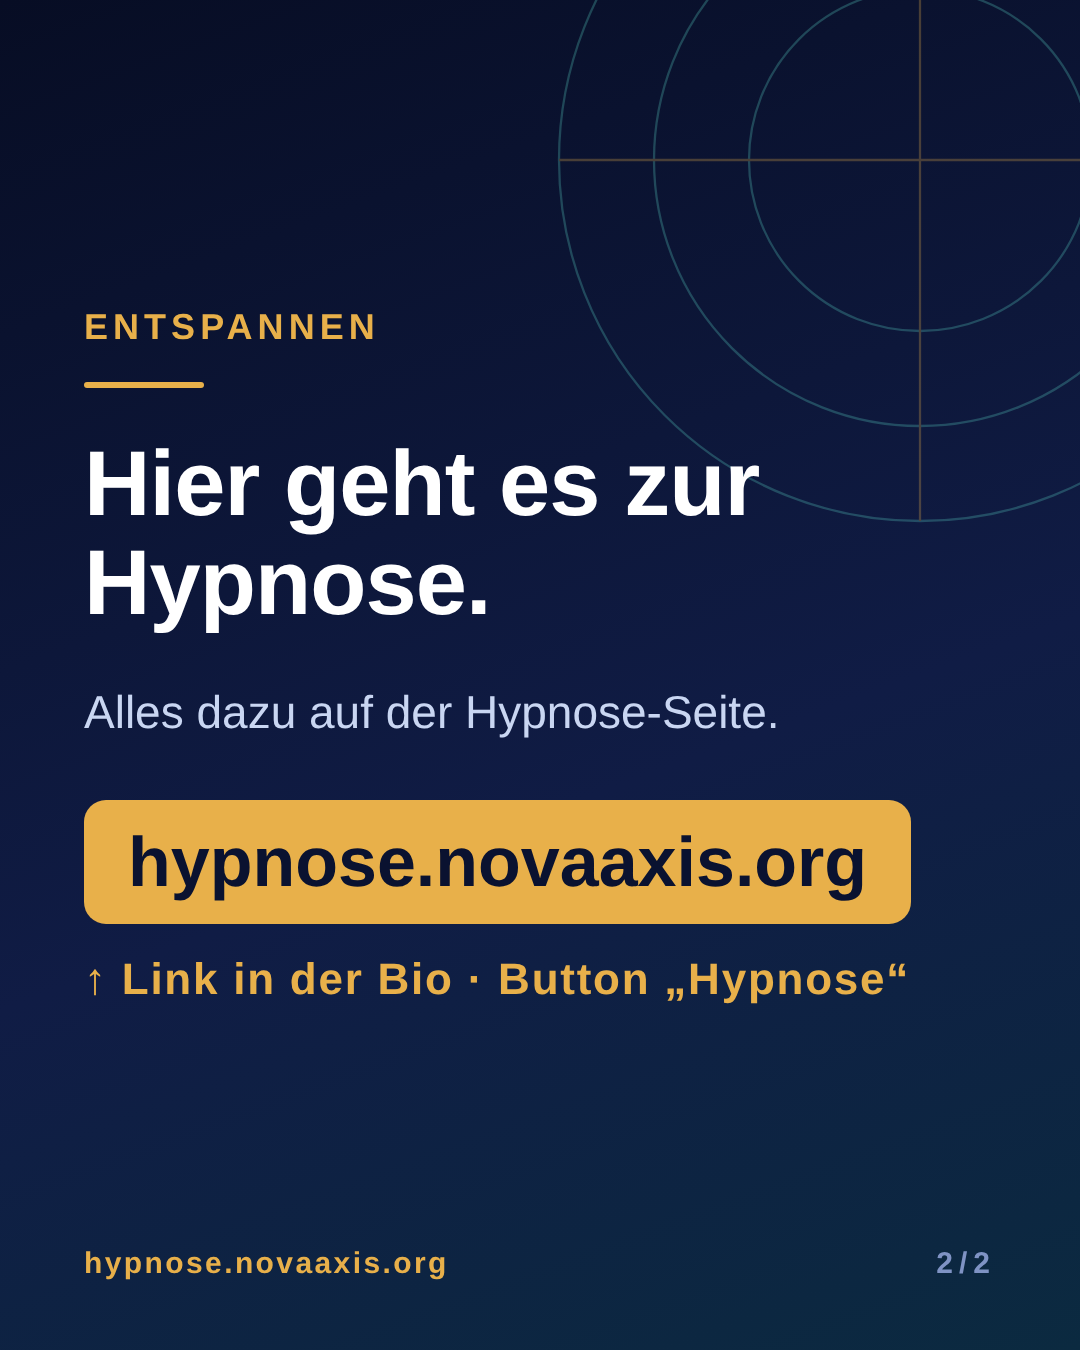 ENTSPANNEN
Hier geht es zur
Hypnose.
Alles dazu auf der Hypnose-Seite.
hypnose.novaaxis.org
↑ Link in der Bio · Button „Hypnose“
hypnose.novaaxis.org
2/2